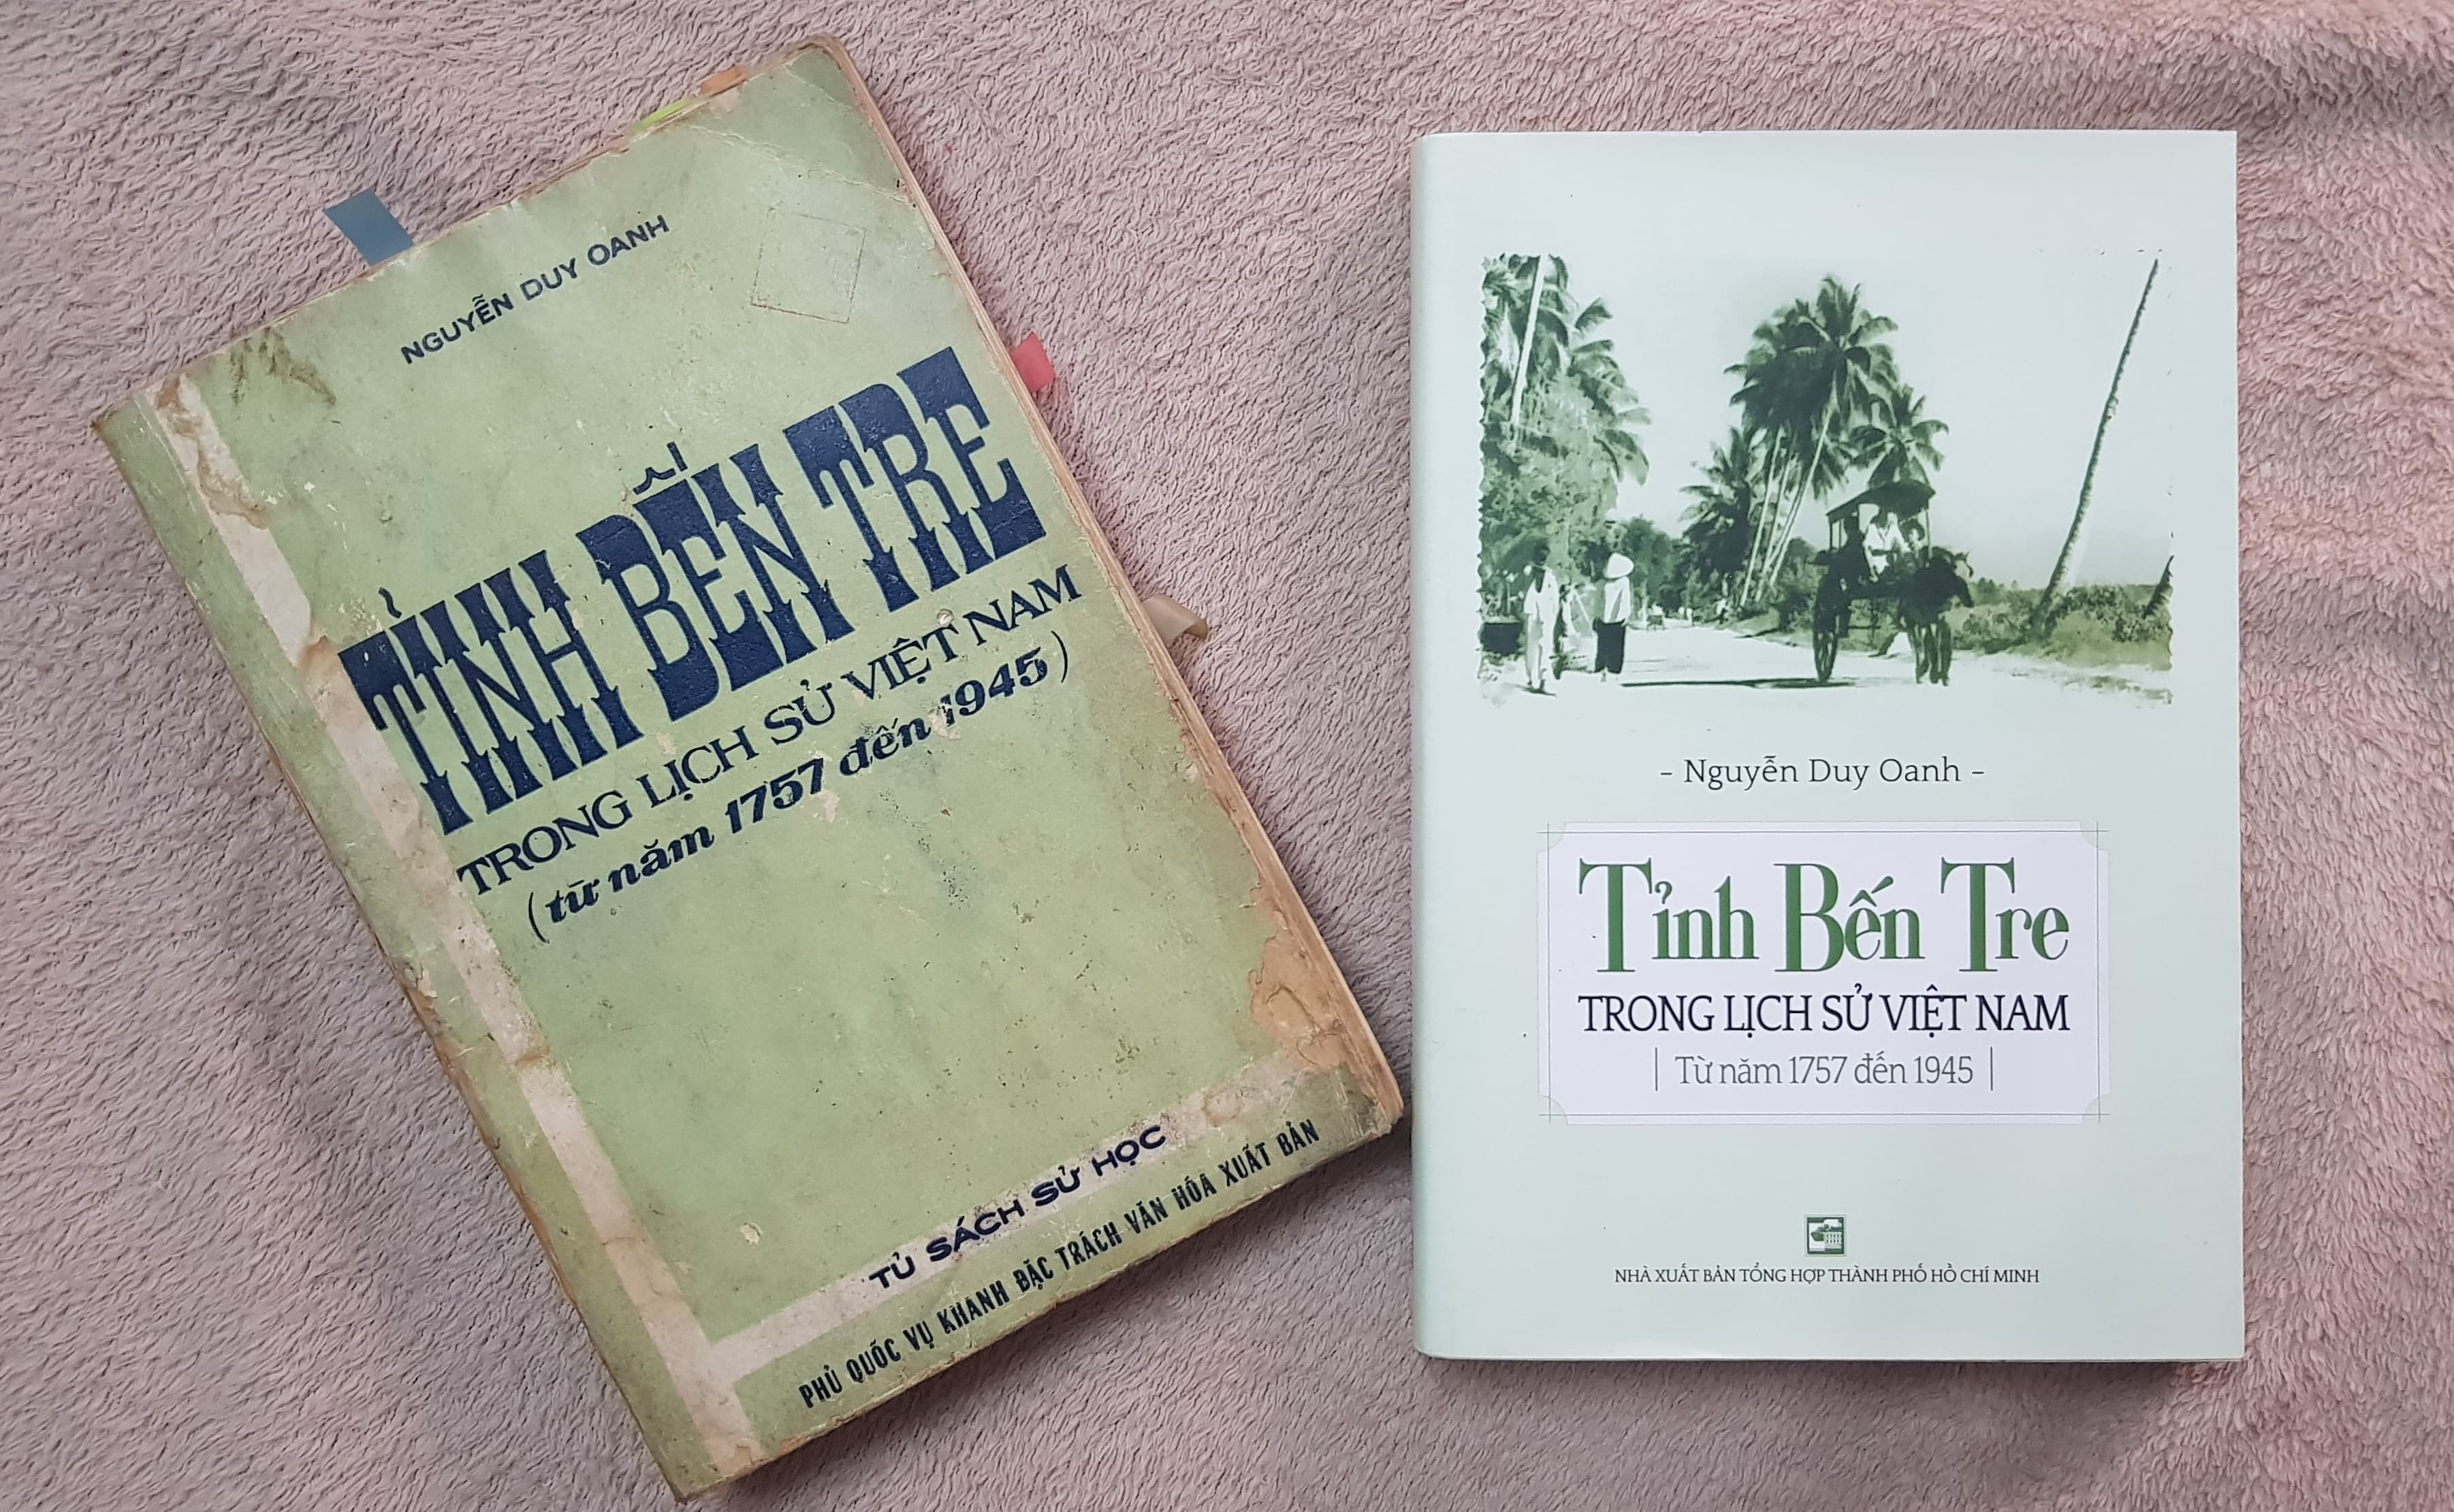 NGUYỄN DUY OANH
TỈNH BẾN TRE
TRONG LỊCH SỬ VIỆT NAM
(từ năm 1757 đến 1945)
TỦ SÁCH SỬ HỌC
PHỦ QUỐC VỤ KHANH ĐẶC TRÁCH VĂN HÓA XUẤT BẢN
- Nguyễn Duy Oanh -
Tỉnh Bến Tre
TRONG LỊCH SỬ VIỆT NAM
| Từ năm 1757 đến 1945 |
NHÀ XUẤT BẢN TỔNG HỢP THÀNH PHỐ HỒ CHÍ MINH